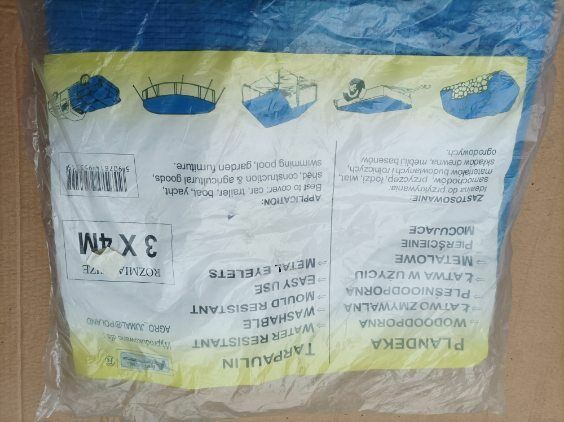 PLANDEKA
⇨ WODOODPORNA
⇨ ŁATWO ZMYWALNA
⇨ PLEŚNIOODPORNA
⇨ ŁATWA W UŻYCIU
⇨ METALOWE
PIERŚCIENIE
MOCUJĄCE
ZASTOSOWANIE:
Idealna do przykrywania:
samochodów, przyczep, łodzi, wiat,
materiałów budowlanych i rolniczych,
składów drewna, mebli, basenów
ogrodowych.
TARPAULIN
⇨ WATER RESISTANT
⇨ WASHABLE
⇨ MOULD RESISTANT
⇨ EASY USE
⇨ METAL EYELETS
APPLICATION:
Best to cover: car, trailer, boat, yacht,
shed, construction & agricultural goods,
swimming pool, garden furniture.
Wyprodukowano dla
AGRO JUMAL/POLAND
3 X 4M